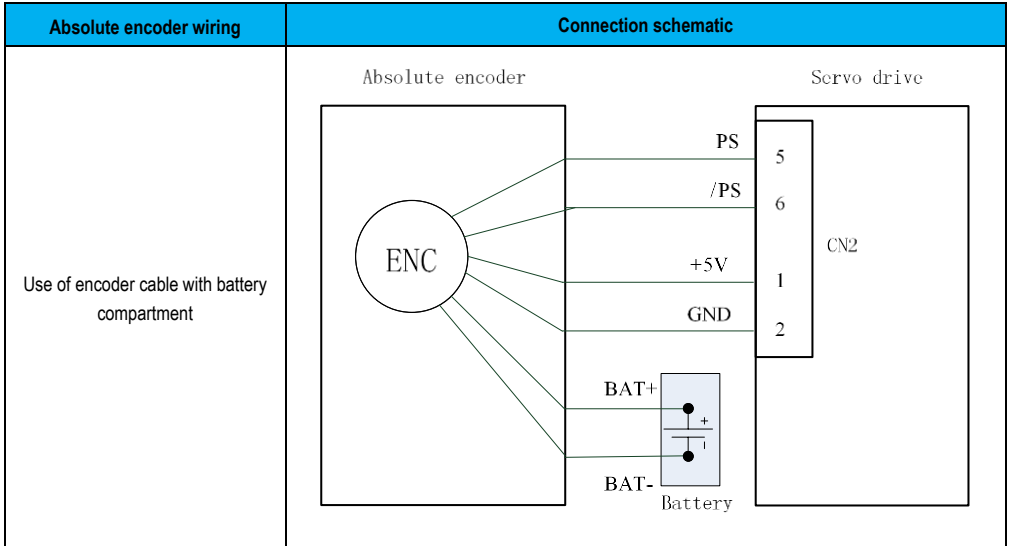 Absolute encoder wiring
Connection schematic
Absolute encoder
Servo drive
PS
5
/PS
6
ENC
CN2
+5V
1
Use of encoder cable with battery
compartment
GND
2
BAT+
+
-
BAT-
Battery